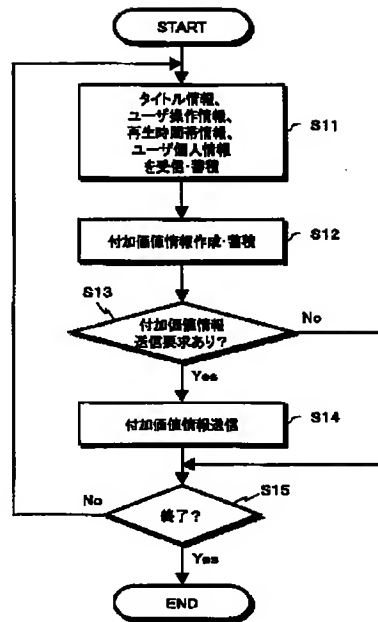 START
タイトル情報、
ユーザ操作情報、
再生時間帯情報、
ユーザ個人情報
を受信・蓄積
S11
付加価値情報作成・蓄積
S12
S13
付加価値情報
送信要求あり?
No
Yes
付加価値情報送信
S14
S15
No
終了?
Yes
END